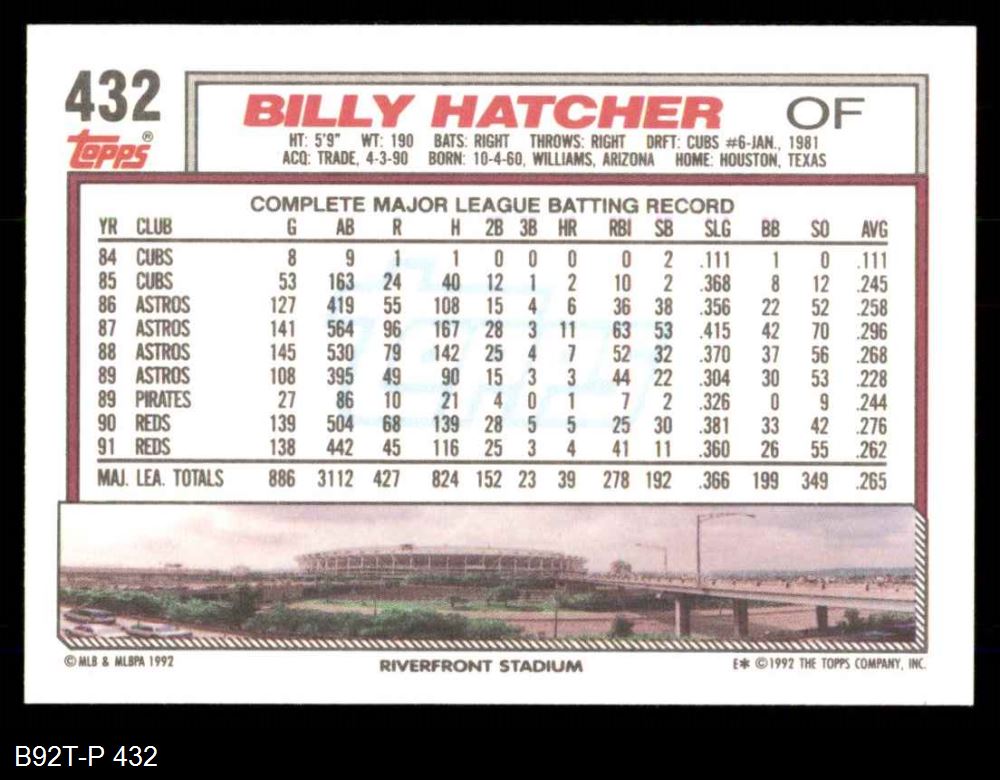 432
Topps®
BILLY HATCHER OF
HT: 5'9" WT: 190 BATS: RIGHT THROWS: RIGHT DRFT: CUBS #6-JAN., 1981
ACQ: TRADE, 4-3-90 BORN: 10-4-60, WILLIAMS, ARIZONA HOME: HOUSTON, TEXAS
COMPLETE MAJOR LEAGUE BATTING RECORD
YR CLUB G AB R H 2B 3B HR RBI SB SLG BB SO AVG
84 CUBS 8 9 1 1 0 0 0 0 2 .111 1 0 .111
85 CUBS 53 163 24 40 12 1 2 10 2 .368 8 12 .245
86 ASTROS 127 419 55 108 15 4 6 36 38 .356 22 52 .258
87 ASTROS 141 564 96 167 28 3 11 63 53 .415 42 70 .296
88 ASTROS 145 530 79 142 25 4 7 52 32 .370 37 56 .268
89 ASTROS 108 395 49 90 15 3 3 44 22 .304 30 53 .228
89 PIRATES 27 86 10 21 4 0 1 7 2 .326 0 9 .244
90 REDS 139 504 68 139 28 5 5 25 30 .381 33 42 .276
91 REDS 138 442 45 116 25 3 4 41 11 .360 26 55 .262
MAJ. LEA. TOTALS 886 3112 427 824 152 23 39 278 192 .366 199 349 .265
© MLB & MLBPA 1992 RIVERFRONT STADIUM E* © 1992 THE TOPPS COMPANY, INC.
B92T-P 432